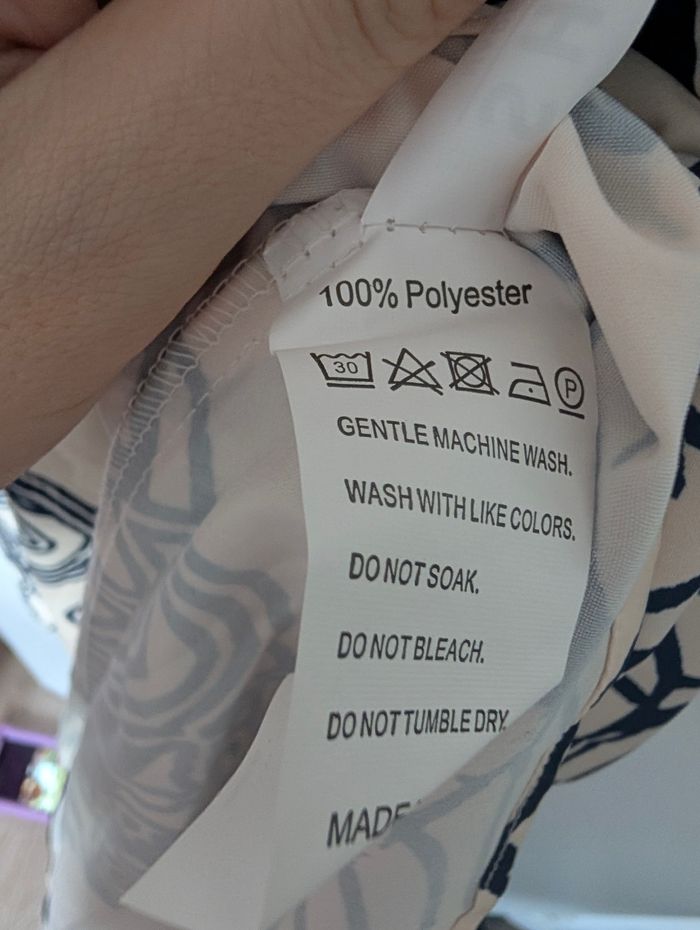 100% Polyester
30 P
GENTLE MACHINE WASH.
WASH WITH LIKE COLORS.
DO NOT SOAK.
DO NOT BLEACH.
DO NOT TUMBLE DRY.
MADE